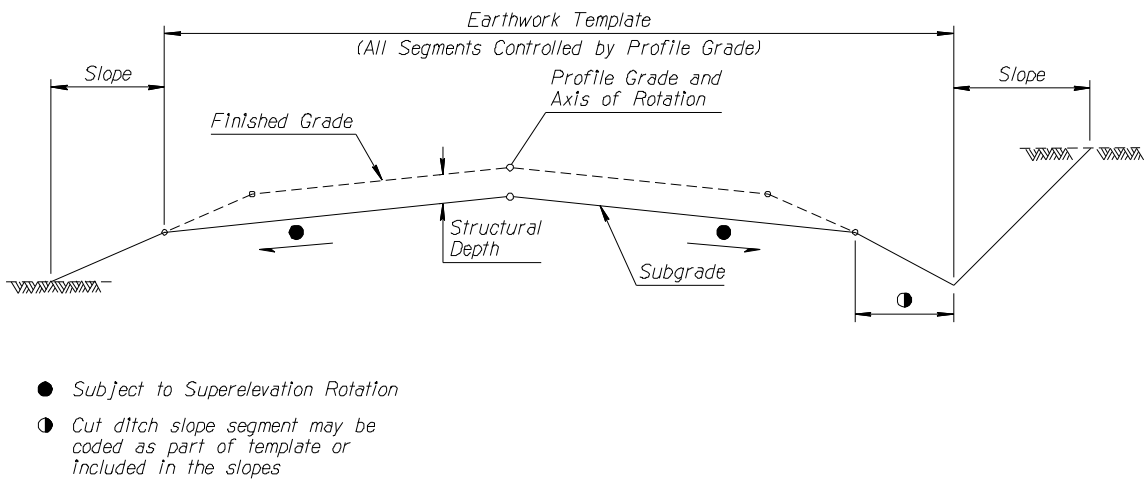 Earthwork Template
(All Segments Controlled by Profile Grade)
Slope
Profile Grade and
Axis of Rotation
Slope
Finished Grade
Structural
Depth
Subgrade
Subject to Superelevation Rotation
Cut ditch slope segment may be
coded as part of template or
included in the slopes